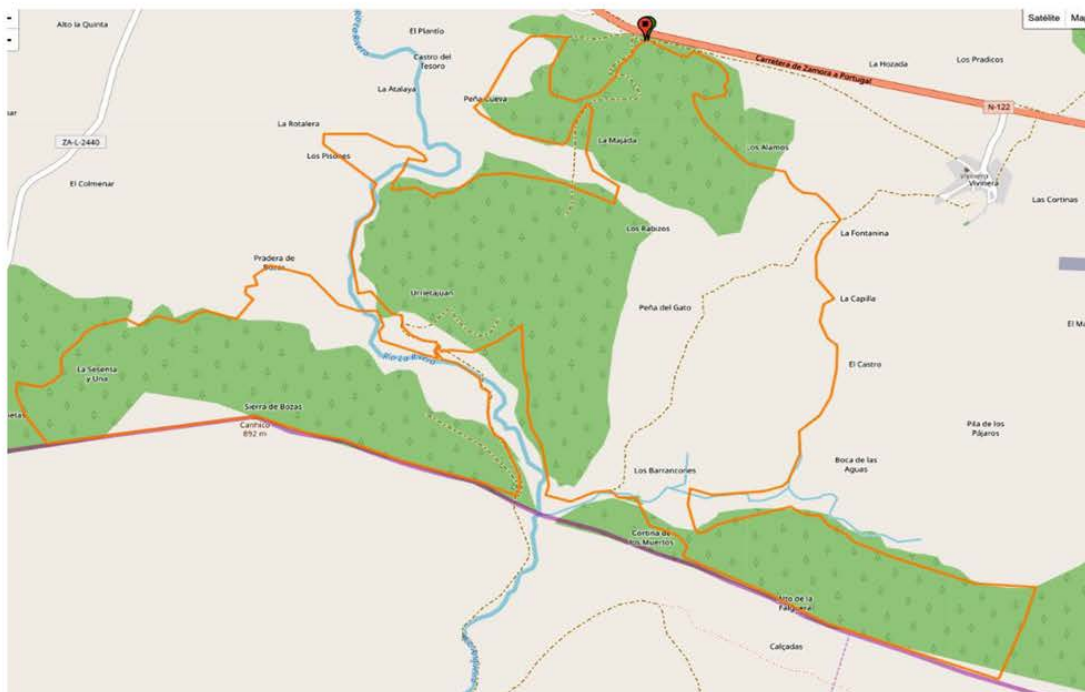 Alto la Quinta
El Plantío
Castro del
Tesoro
La Atalaya
Satélite
Carretera de Zamora a Portugal
La Hozada
Los Pradicos
Peña Cueva
N-122
La Rotalera
ZA-L-2440
La Majada
Los Álamos
Los Pisones
El Colmenar
Vivinera
Vivinera
Las Cortinas
Los Rabizos
La Fontanina
Pradera de
Bozas
Urrietajuan
La Capilla
Peña del Gato
El Castro
La Sesenta
y Una
Sierra de Bozas
Canhico
892 m
Pila de los
Pájaros
Boca de las
Aguas
Los Barrancones
Cortina de
los Muertos
Alto de la
Calçadas